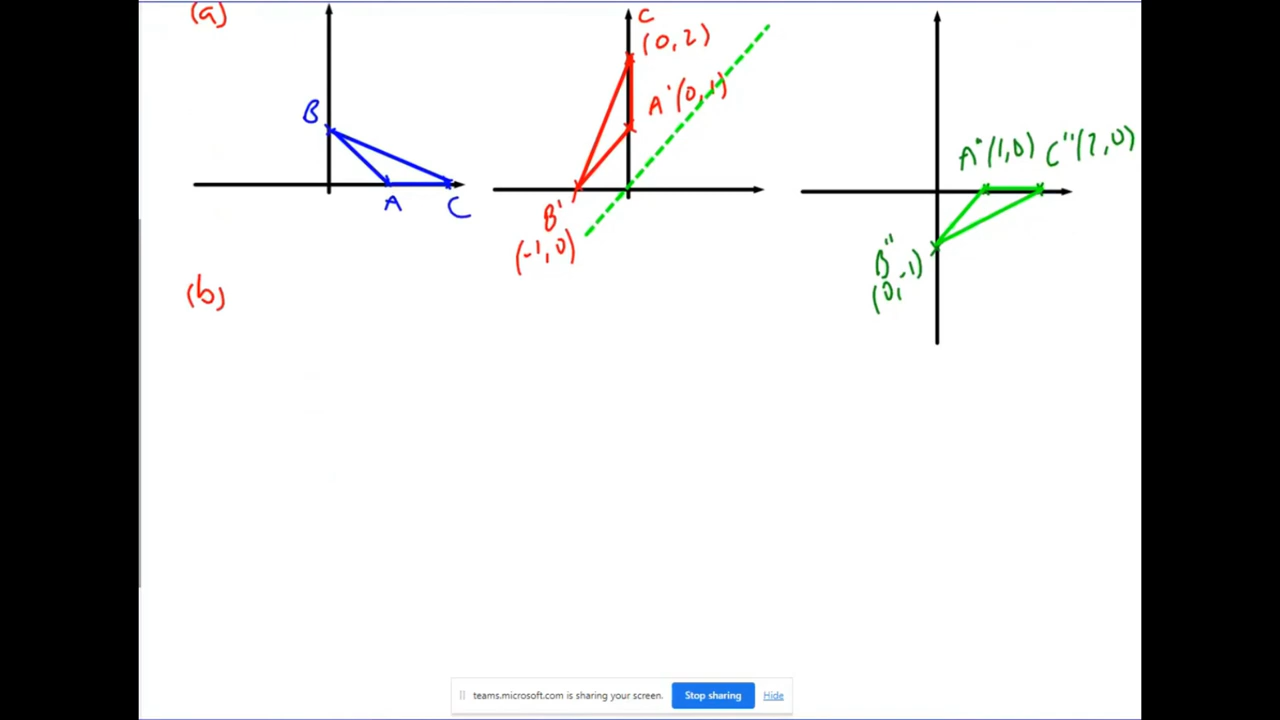 (a)
B
A
C
C
(0, 2)
A'(0, 1)
B'
(-1, 0)
A"(1,0) C"(2,0)
B"
(0, -1)
(b)
teams.microsoft.com is sharing your screen.
Stop sharing
Hide